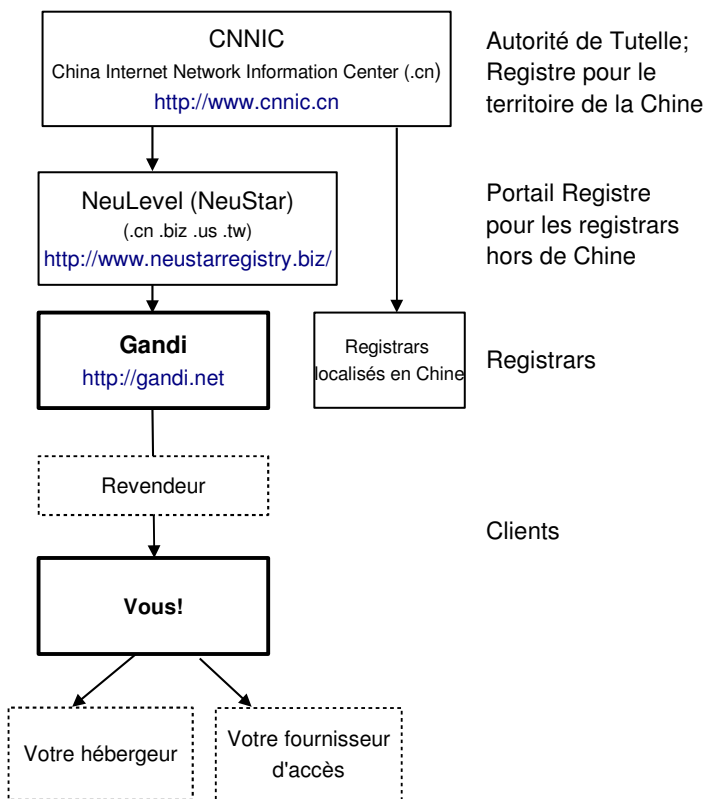 CNNIC
China Internet Network Information Center (.cn)
http://www.cnnic.cn
Autorité de Tutelle;
Registre pour le
territoire de la Chine
NeuLevel (NeuStar)
(.cn .biz .us .tw)
http://www.neustarregistry.biz/
Portail Registre
pour les registrars
hors de Chine
Gandi
http://gandi.net
Registrars
localisés en Chine
Registrars
Revendeur
Clients
Vous!
Votre hébergeur
Votre fournisseur
d'accès